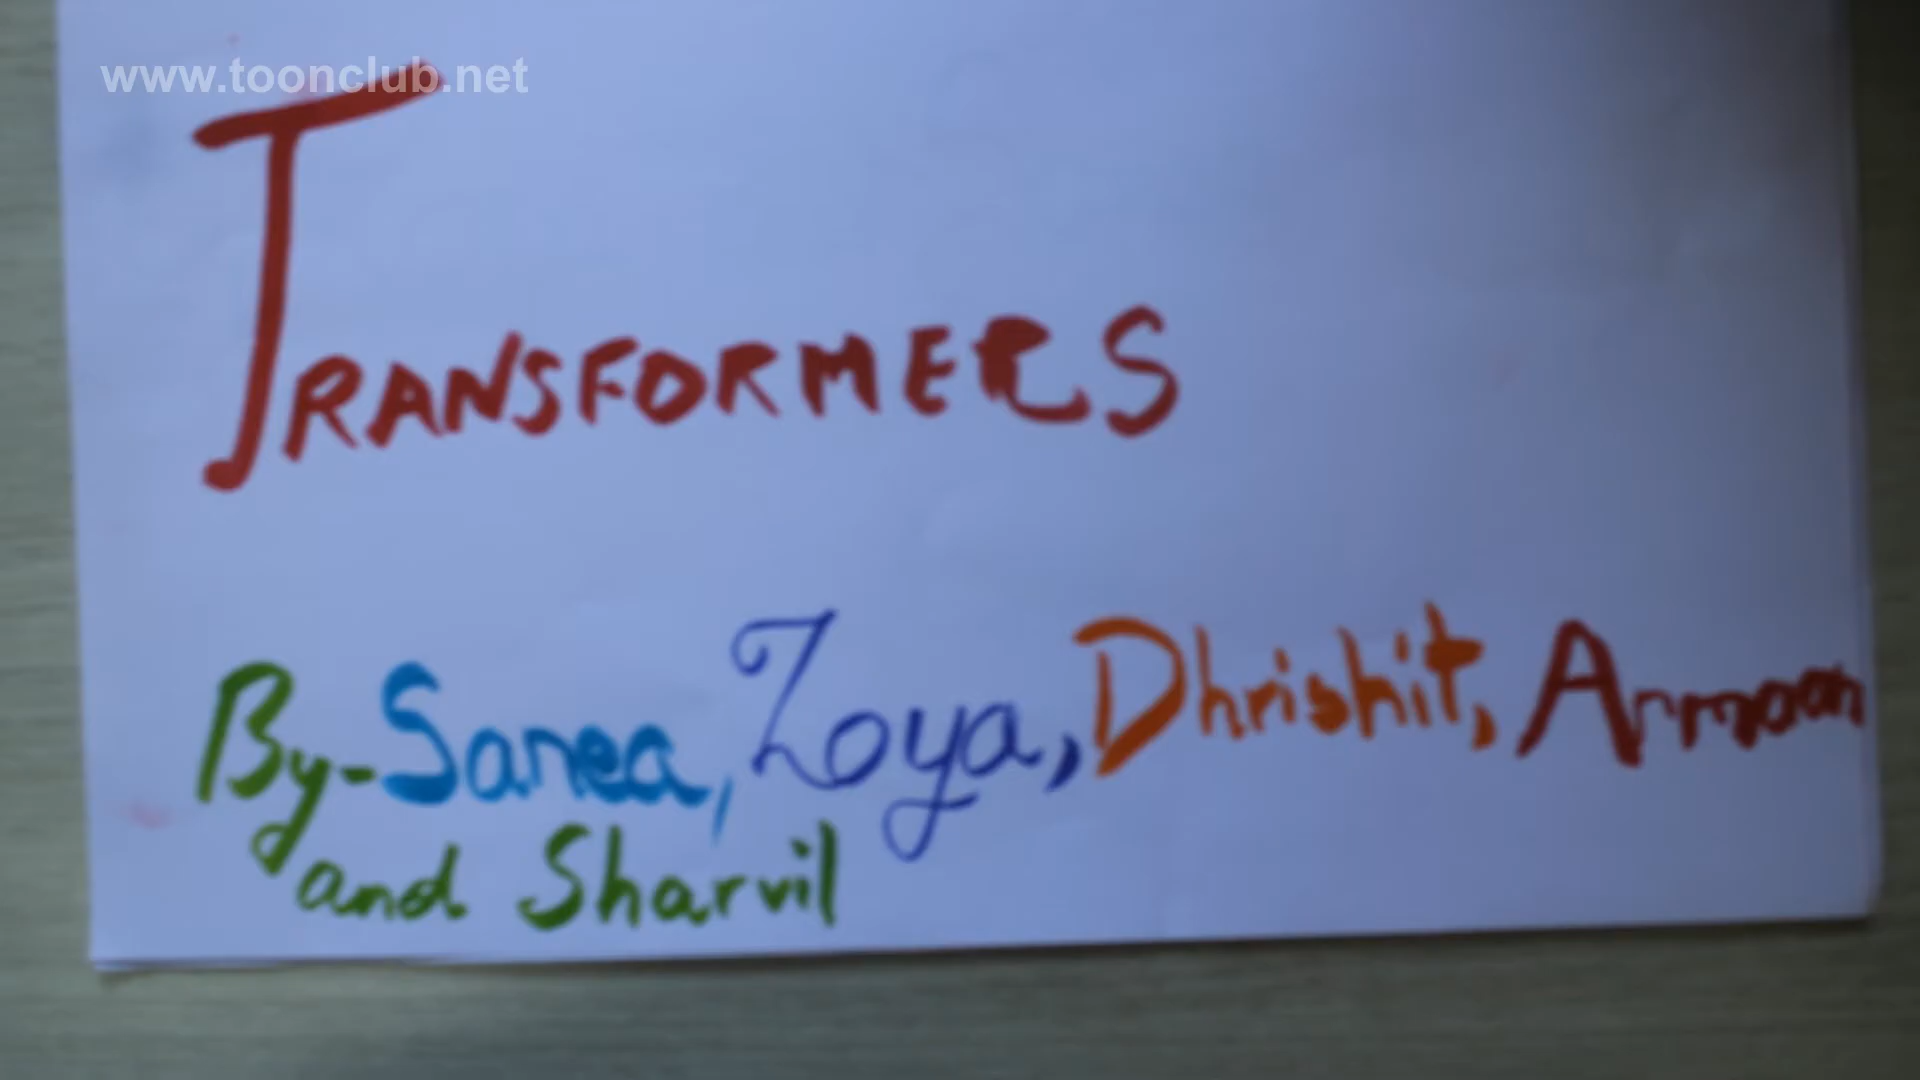 www.toonclub.net
TRANSFORMERS
By-Sanea, Zoya, Dhrishit, Armaan
and Sharvil